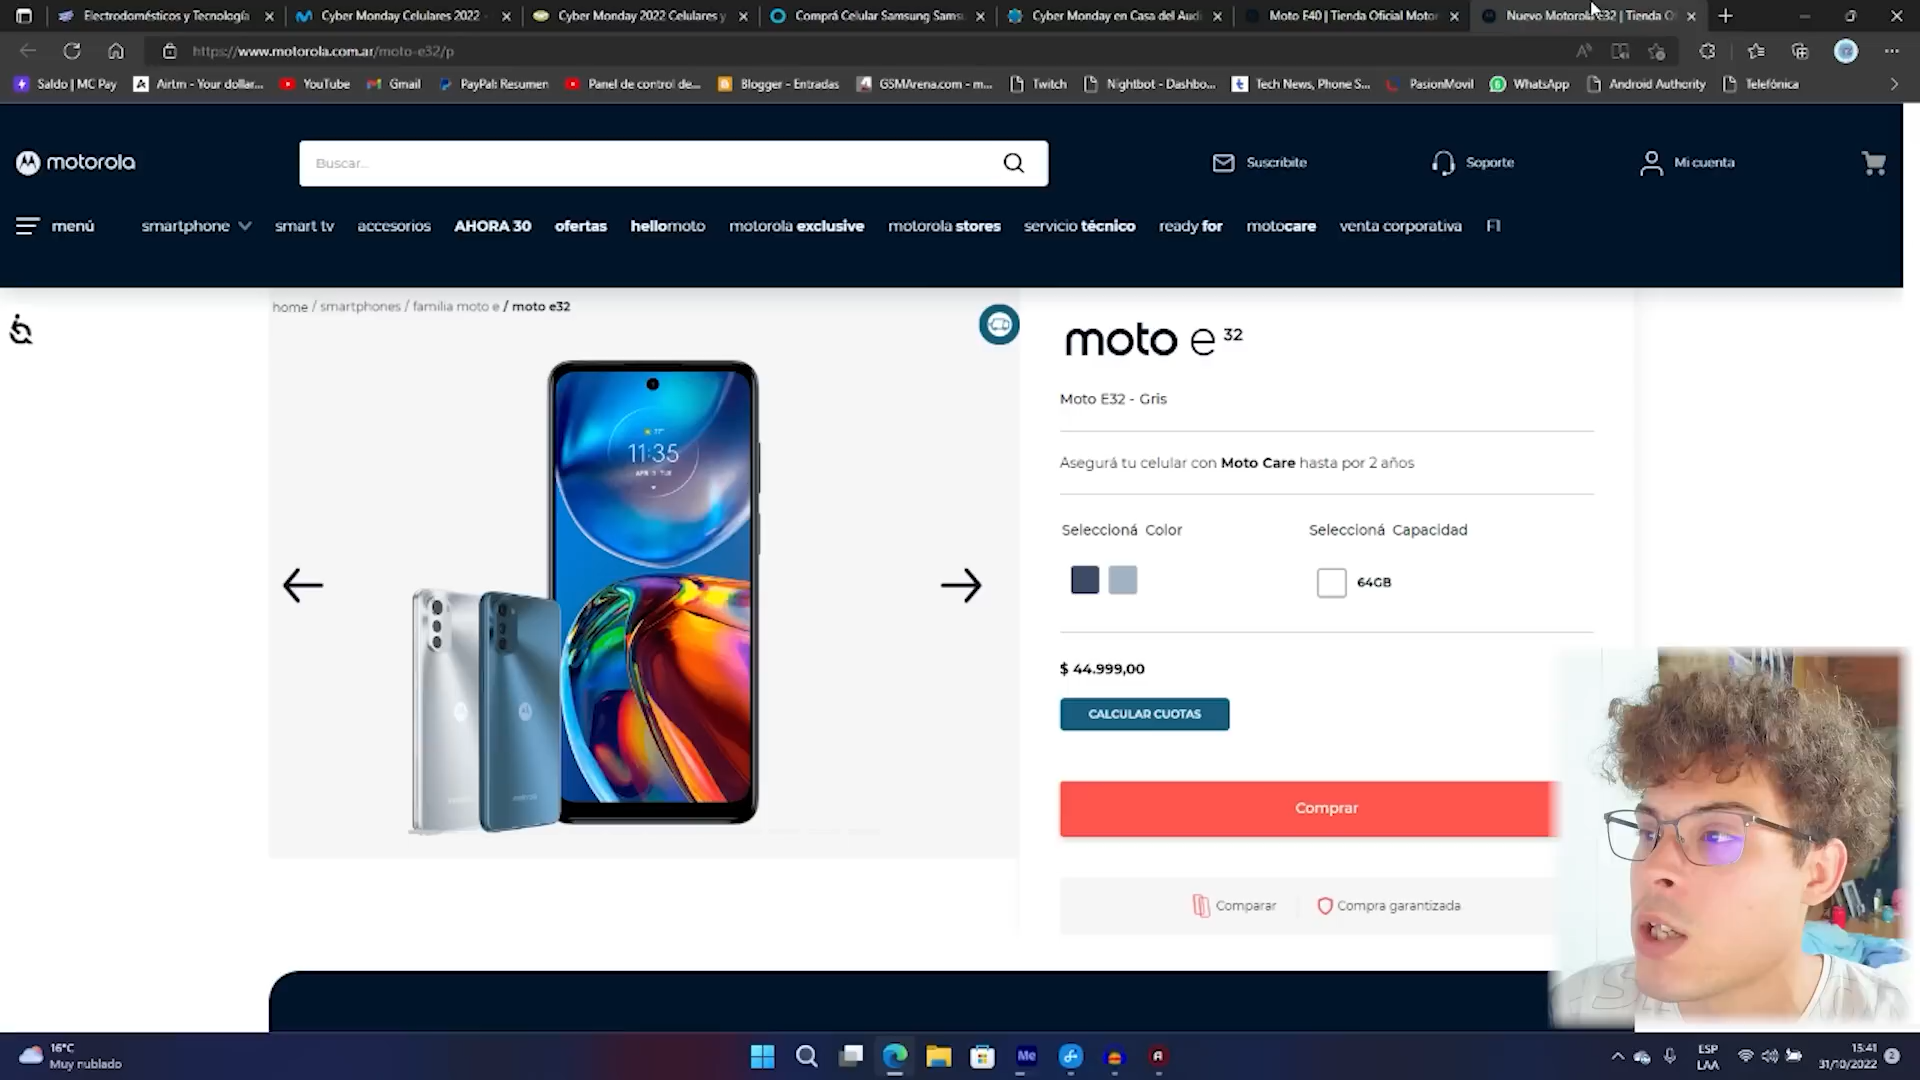 Electrodomésticos y Tecnología
Cyber Monday Celulares 2022
Cyber Monday 2022 Celulares y
Comprá Celular Samsung Sams
Cyber Monday en Casa del Audi
Moto E40 | Tienda Oficial Motor
Nuevo Motorola E32 | Tienda O
https://www.motorola.com.ar/moto-e32/p
Saldo | MC Pay
Airtm - Your dollar...
YouTube
Gmail
PayPal: Resumen
Panel de control de...
Blogger - Entradas
GSMArena.com - m...
Twitch
Nightbot - Dashbo...
Tech News, Phone S...
PasionMovil
WhatsApp
Android Authority
Telefónica
motorola
Buscar...
Suscribite
Soporte
Mi cuenta
menú
smartphone
smart tv
accesorios
AHORA 30
ofertas
hellomoto
motorola exclusive
motorola stores
servicio técnico
ready for
motocare
venta corporativa
F1
home / smartphones / familia moto e / moto e32
moto e 32
Moto E32 - Gris
Asegurá tu celular con Moto Care hasta por 2 años
Seleccioná Color
Seleccioná Capacidad
64GB
11:35
$ 44.999,00
CALCULAR CUOTAS
Comprar
Comparar
Compra garantizada
16°C
Muy nublado
Me
ESP
LAA
15:41
31/10/2022
2